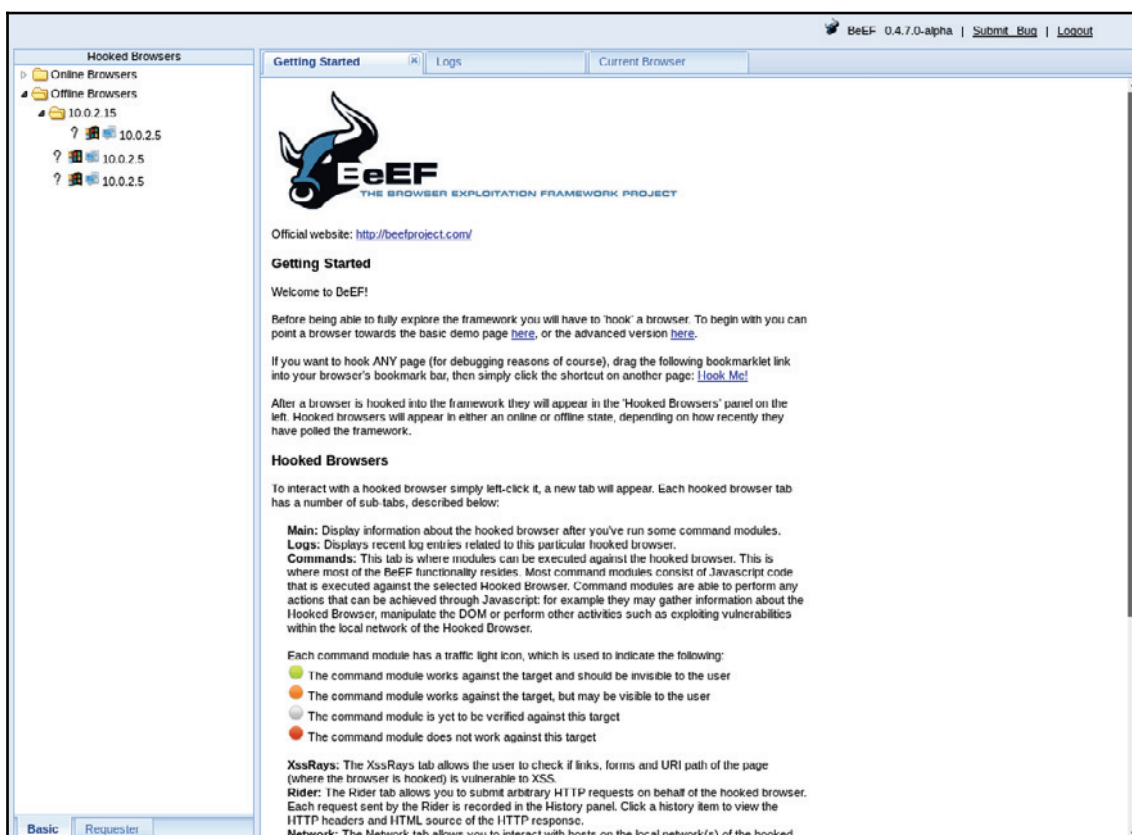 BeEF 0.4.7.0-alpha | Submit Bug | Logout
Hooked Browsers
Online Browsers
Offline Browsers
10.0.2.15
? 10.0.2.5
? 10.0.2.5
? 10.0.2.5
Basic Requester
Getting Started Logs Current Browser
BeEF
THE BROWSER EXPLOITATION FRAMEWORK PROJECT
Official website: http://beefproject.com/
Getting Started
Welcome to BeEF!
Before being able to fully explore the framework you will have to 'hook' a browser. To begin with you can
point a browser towards the basic demo page here, or the advanced version here.
If you want to hook ANY page (for debugging reasons of course), drag the following bookmarklet link
into your browser's bookmark bar, then simply click the shortcut on another page: Hook Me!
After a browser is hooked into the framework they will appear in the 'Hooked Browsers' panel on the
left. Hooked browsers will appear in either an online or offline state, depending on how recently they
have polled the framework.
Hooked Browsers
To interact with a hooked browser simply left-click it, a new tab will appear. Each hooked browser tab
has a number of sub-tabs, described below:
Main: Display information about the hooked browser after you've run some command modules.
Logs: Displays recent log entries related to this particular hooked browser.
Commands: This tab is where modules can be executed against the hooked browser. This is
where most of the BeEF functionality resides. Most command modules consist of Javascript code
that is executed against the selected Hooked Browser. Command modules are able to perform any
actions that can be achieved through Javascript: for example they may gather information about the
Hooked Browser, manipulate the DOM or perform other activities such as exploiting vulnerabilities
within the local network of the Hooked Browser.
Each command module has a traffic light icon, which is used to indicate the following:
The command module works against the target and should be invisible to the user
The command module works against the target, but may be visible to the user
The command module is yet to be verified against this target
The command module does not work against this target
XssRays: The XssRays tab allows the user to check if links, forms and URI path of the page
(where the browser is hooked) is vulnerable to XSS.
Rider: The Rider tab allows you to submit arbitrary HTTP requests on behalf of the hooked browser.
Each request sent by the Rider is recorded in the History panel. Click a history item to view the
HTTP headers and HTML source of the HTTP response.
Network: The Network tab allows you to interact with hosts on the local network(s) of the hooked